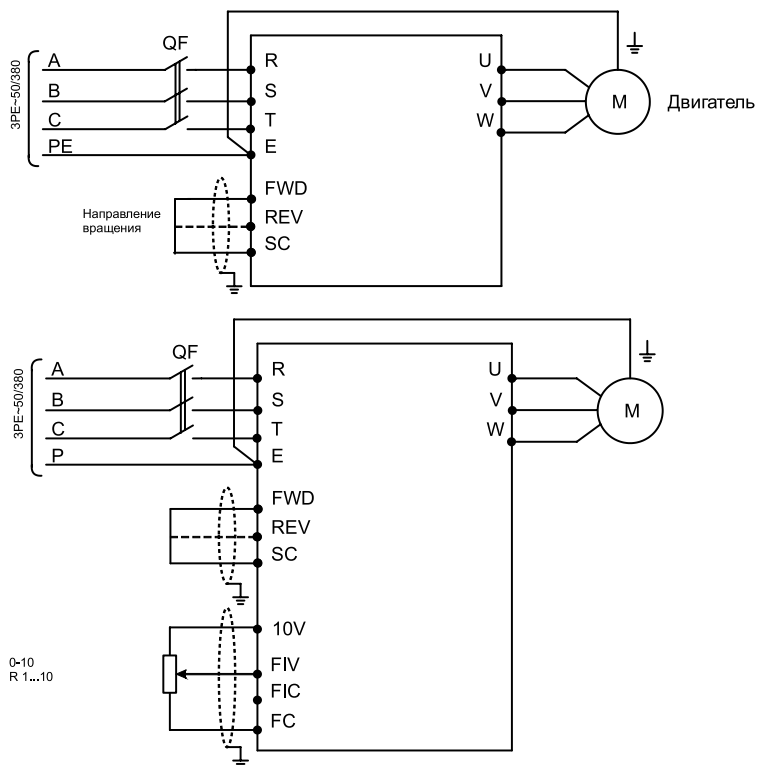 QF
3PE~50/380
A
B
C
PE
R
S
T
E
U
V
W
M
Двигатель
FWD
REV
SC
Направление
вращения
QF
3PE~50/380
A
B
C
P
R
S
T
E
U
V
W
M
FWD
REV
SC
10V
FIV
FIC
FC
0-10
R 1...10